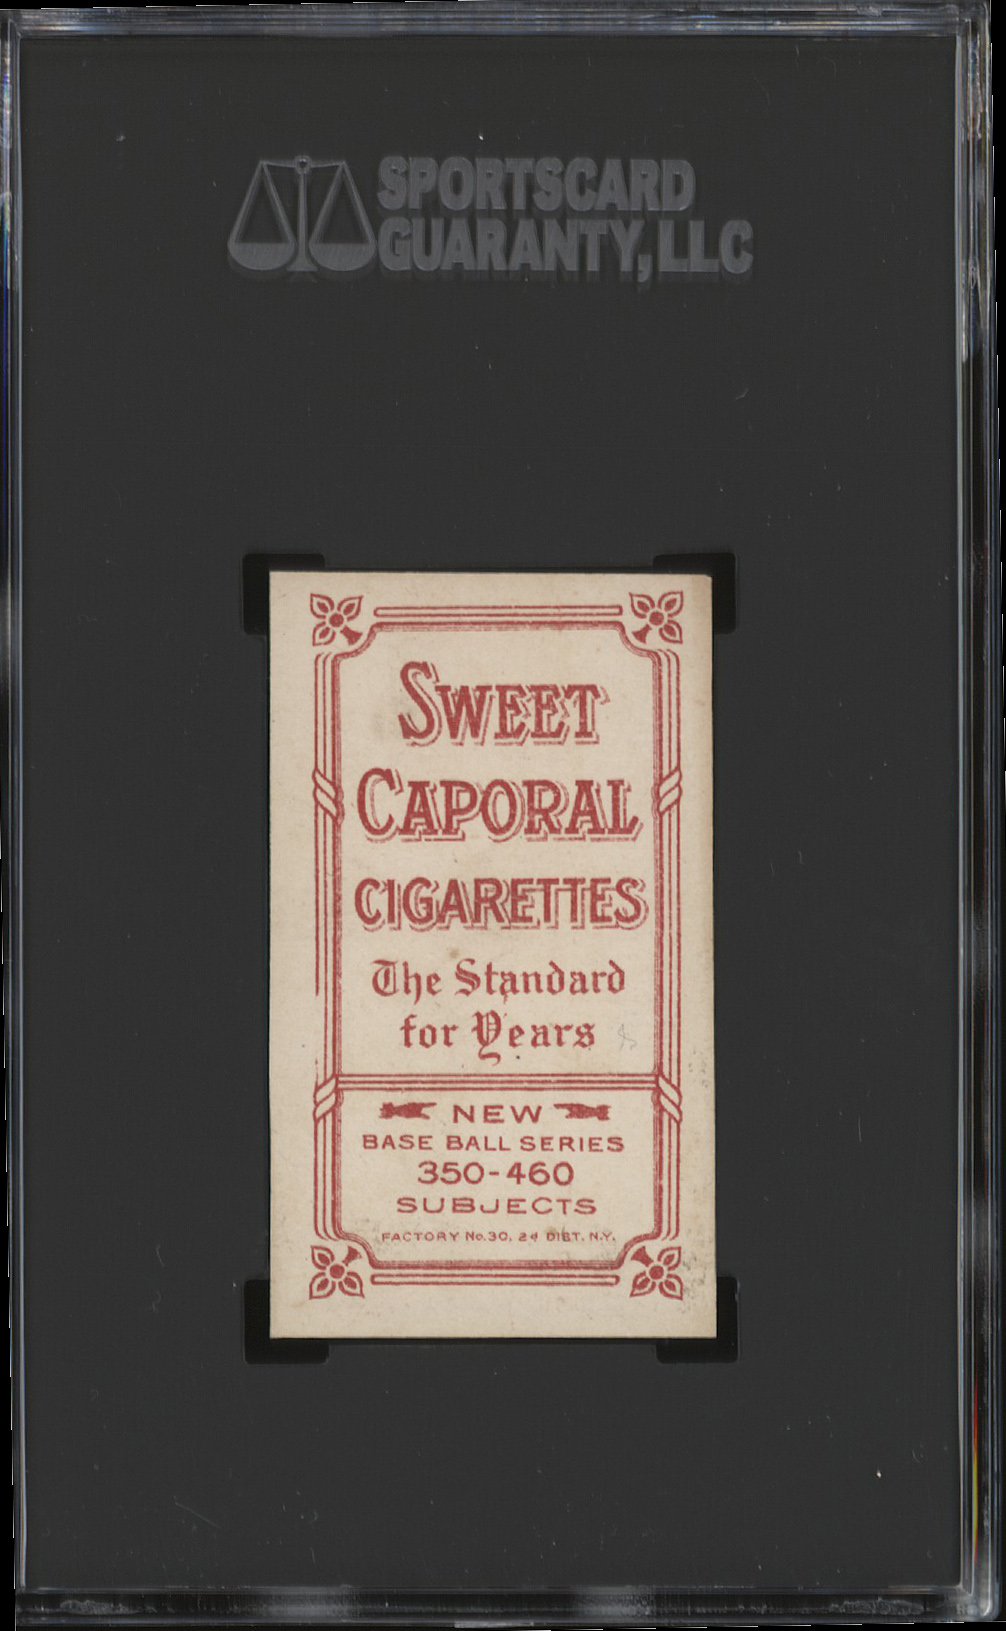 SPORTSCARD
GUARANTY, LLC
SWEET
CAPORAL
CIGARETTES
The Standard
for Years
NEW
BASE BALL SERIES
350-460
SUBJECTS
FACTORY No. 30, 2d DIST. N.Y.